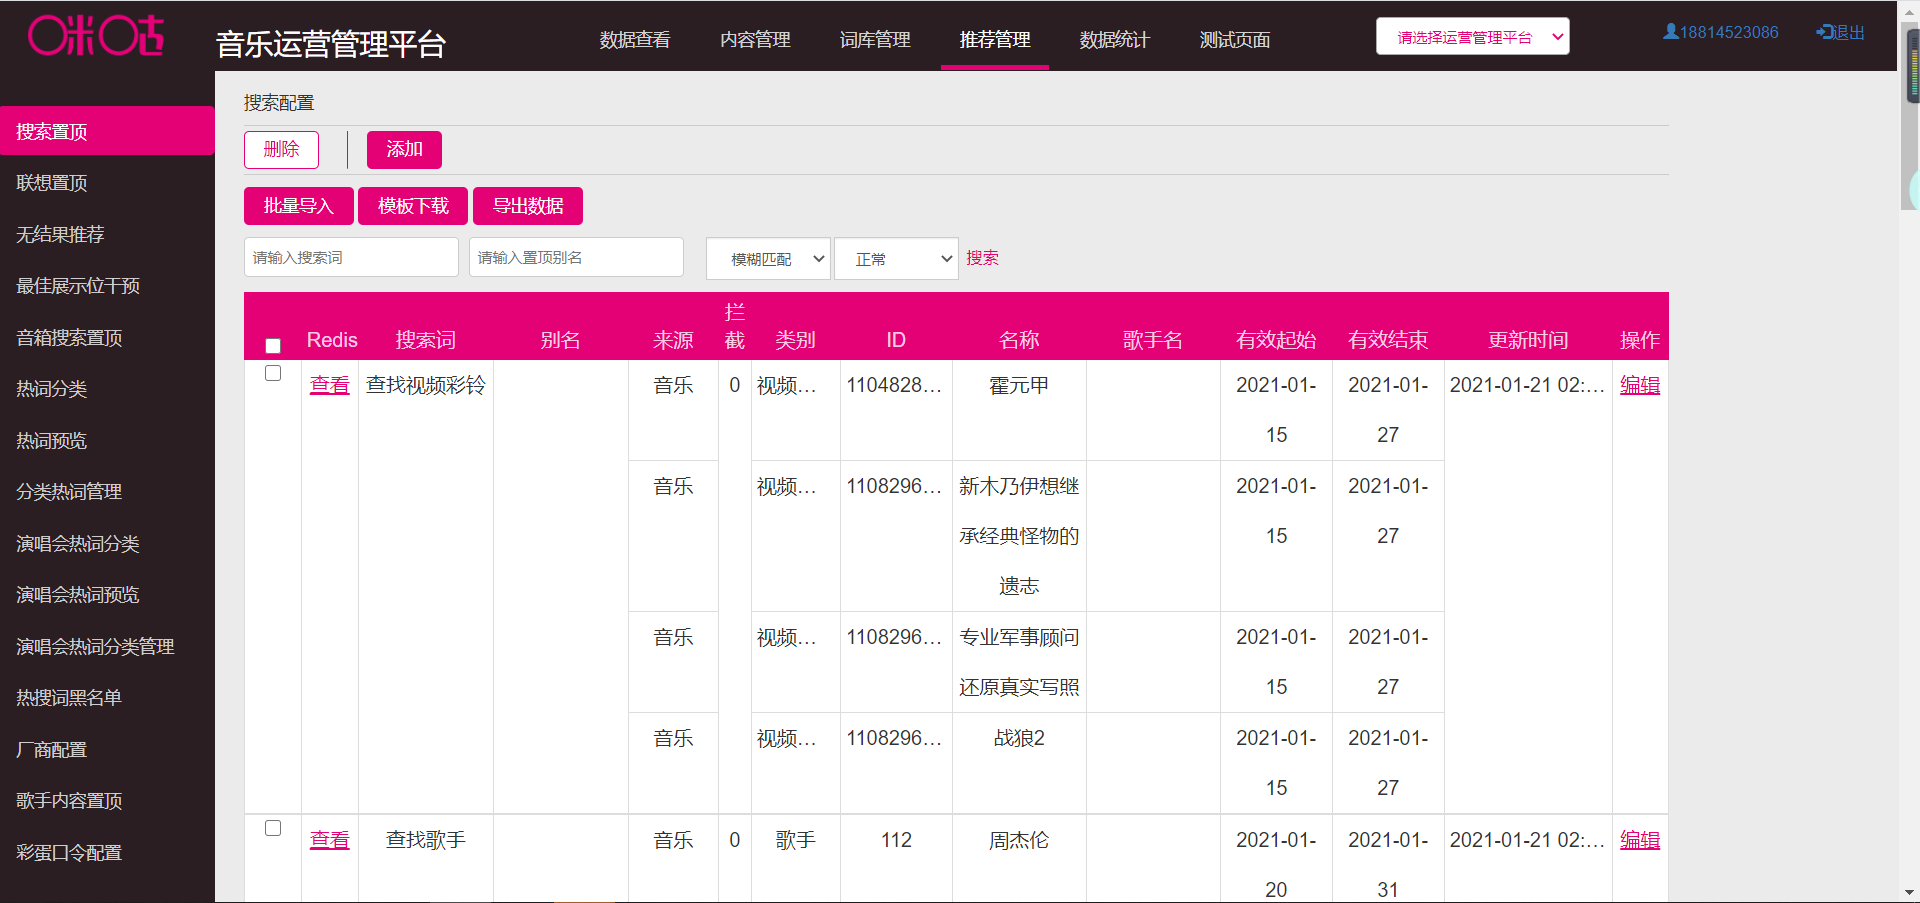 咪咕
音乐运营管理平台
数据查看
内容管理
词库管理
推荐管理
数据统计
测试页面
请选择运营管理平台
18814523086
退出
搜索置顶
联想置顶
无结果推荐
最佳展示位干预
音箱搜索置顶
热词分类
热词预览
分类热词管理
演唱会热词分类
演唱会热词预览
演唱会热词分类管理
热搜词黑名单
厂商配置
歌手内容置顶
彩蛋口令配置
搜索配置
删除
添加
批量导入
模板下载
导出数据
请输入搜索词
请输入置顶别名
模糊匹配
正常
搜索
Redis 搜索词 别名 来源 拦截 类别 ID 名称 歌手名 有效起始 有效结束 更新时间 操作
查看 查找视频彩铃 音乐 0 视频... 1104828... 霍元甲 2021-01-15 2021-01-27 2021-01-21 02:... 编辑
音乐 视频... 1108296... 新木乃伊想继承经典怪物的遗志 2021-01-15 2021-01-27
音乐 视频... 1108296... 专业军事顾问还原真实写照 2021-01-15 2021-01-27
音乐 视频... 1108296... 战狼2 2021-01-15 2021-01-27
查看 查找歌手 音乐 0 歌手 112 周杰伦 2021-01-20 2021-01-31 2021-01-21 02:... 编辑